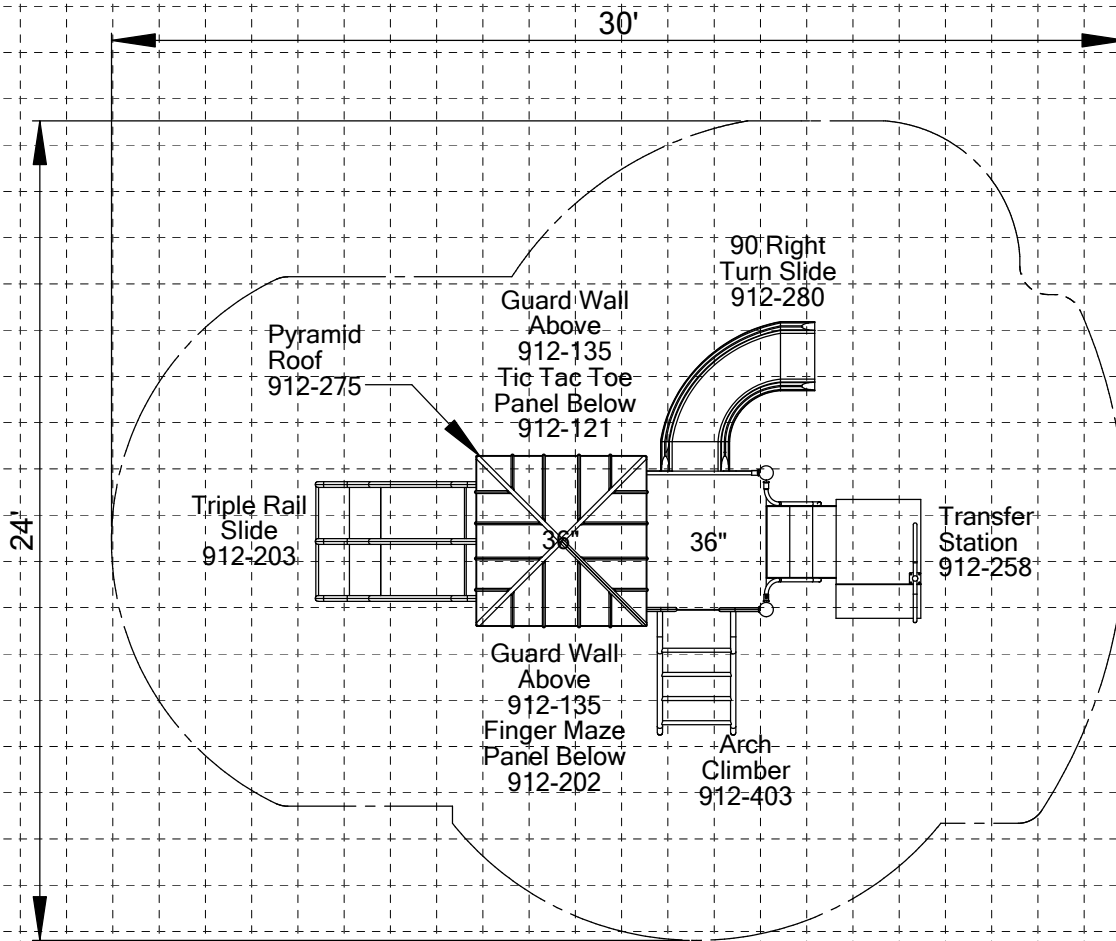 30'
90 Right
Turn Slide
912-280
Guard Wall
Above
912-135
Tic Tac Toe
Panel Below
912-121
Pyramid
Roof
912-275
Triple Rail
Slide
912-203
24'
36"
36"
Transfer
Station
912-258
Guard Wall
Above
912-135
Finger Maze
Panel Below
912-202
Arch
Climber
912-403